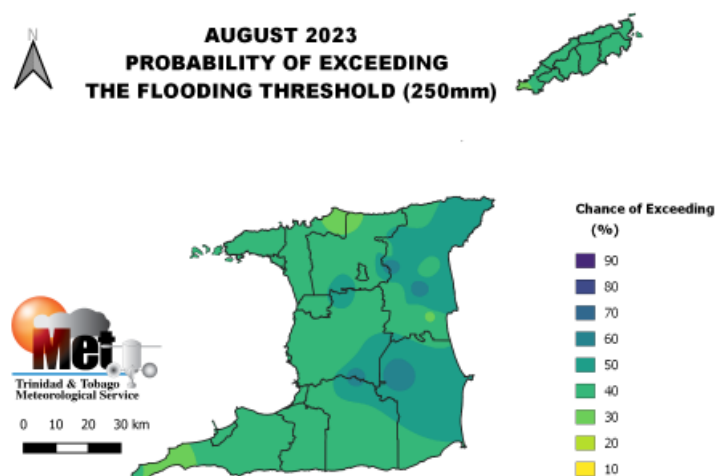 N
AUGUST 2023
PROBABILITY OF EXCEEDING
THE FLOODING THRESHOLD (250mm)
Chance of Exceeding
(%)
90
80
70
60
50
40
30
20
10
Met
Trinidad & Tobago
Meteorological Service
0 10 20 30 km